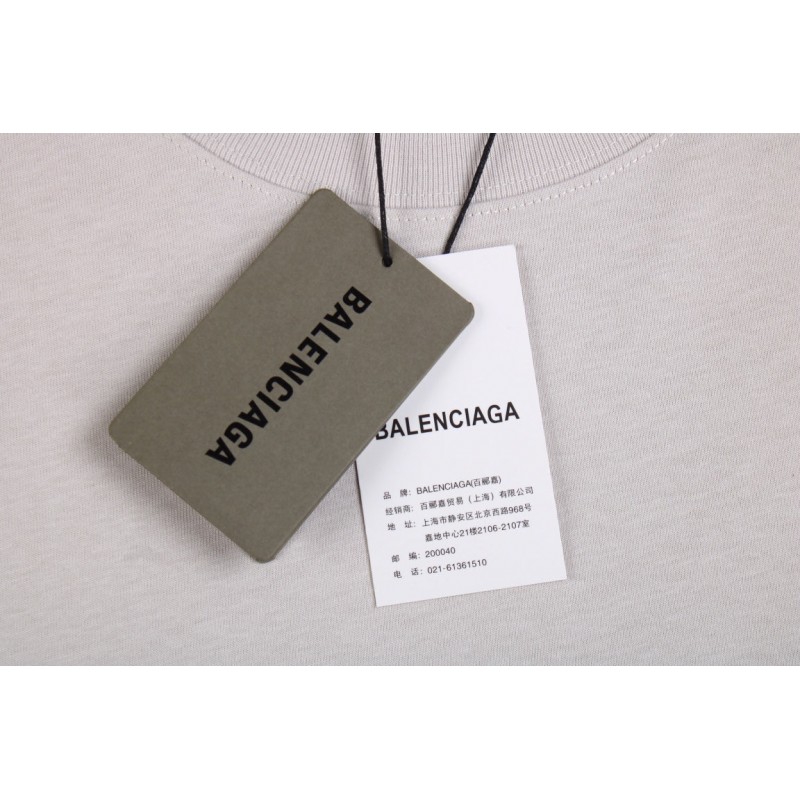 BALENCIAGA
BALENCIAGA
品 牌: BALENCIAGA(百郦嘉)
经销商: 百郦嘉贸易 (上海) 有限公司
地 址: 上海市静安区北京西路968号
嘉地中心21楼2106-2107室
邮 编: 200040
电 话: 021-61361510